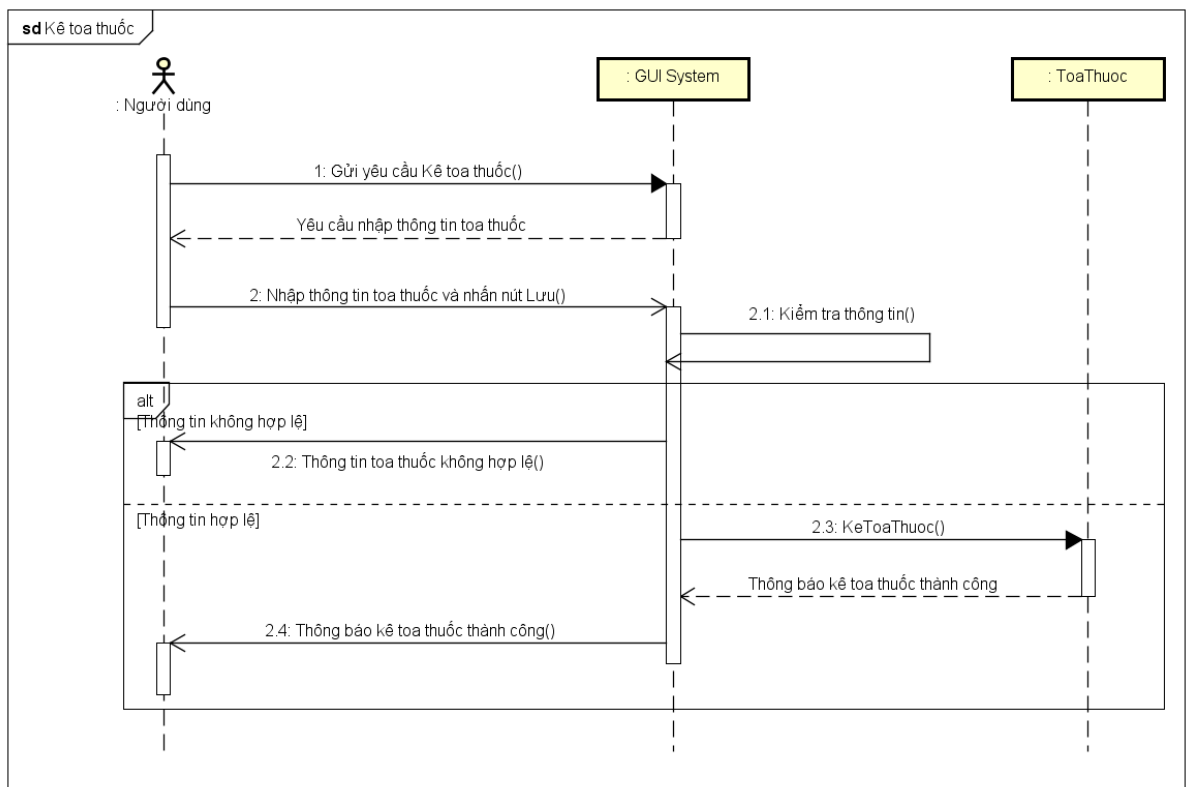 sd Kê toa thuốc
: Người dùng
: GUI System
: ToaThuoc
1: Gửi yêu cầu Kê toa thuốc()
Yêu cầu nhập thông tin toa thuốc
2: Nhập thông tin toa thuốc và nhấn nút Lưu()
2.1: Kiểm tra thông tin()
alt
[Thông tin không hợp lệ]
2.2: Thông tin toa thuốc không hợp lệ()
[Thông tin hợp lệ]
2.3: KeToaThuoc()
Thông báo kê toa thuốc thành công
2.4: Thông báo kê toa thuốc thành công()